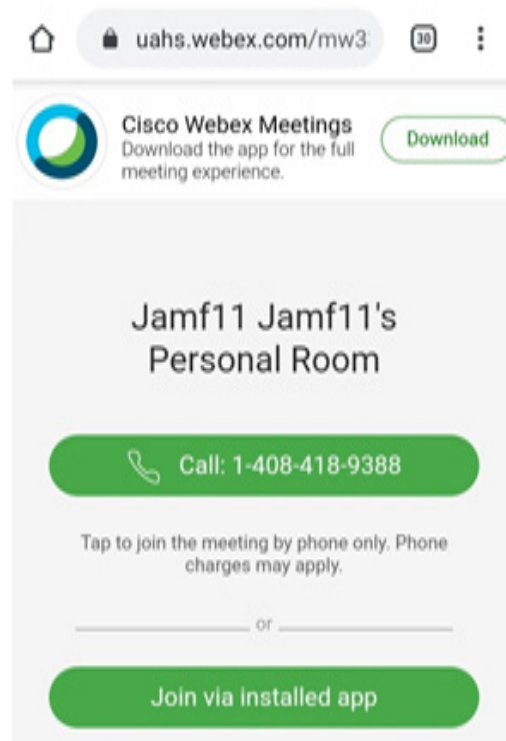 uahs.webex.com/mw3
30
Cisco Webex Meetings
Download the app for the full
meeting experience.
Download
Jamf11 Jamf11's
Personal Room
Call: 1-408-418-9388
Tap to join the meeting by phone only. Phone
charges may apply.
or
Join via installed app